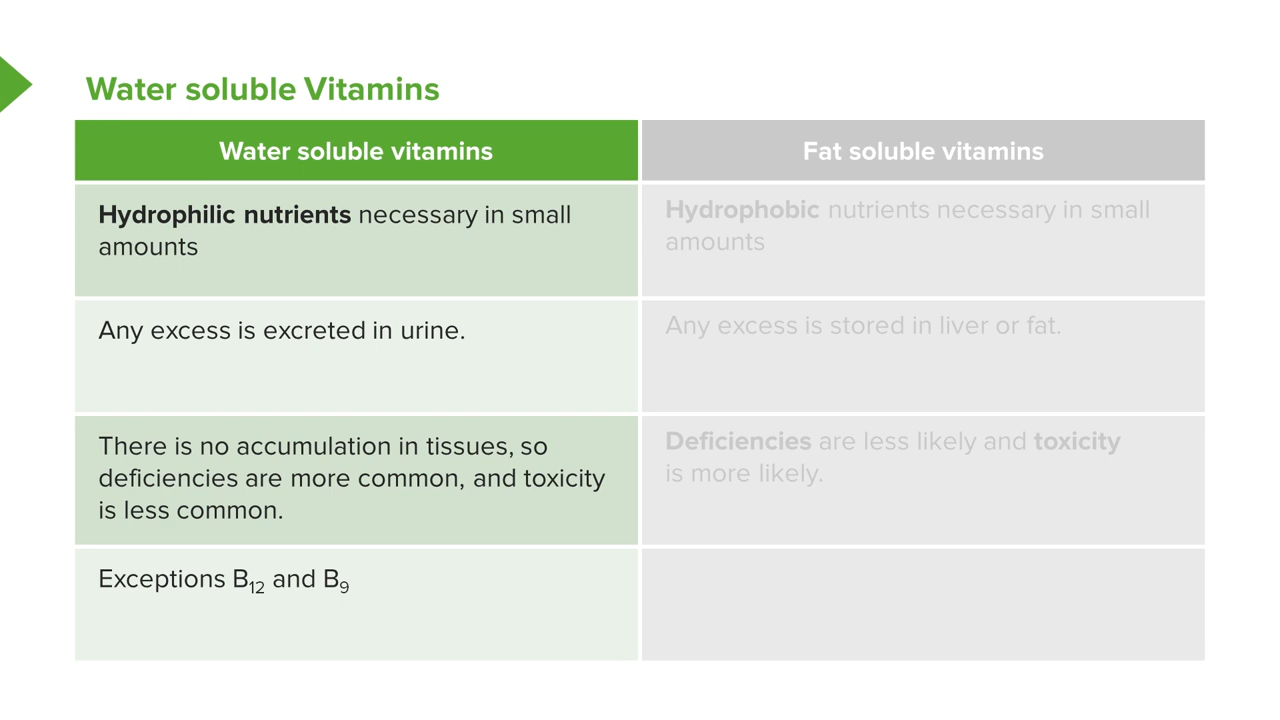 Water soluble Vitamins
Water soluble vitamins
Fat soluble vitamins
Hydrophilic nutrients necessary in small
amounts
Hydrophobic nutrients necessary in small
amounts
Any excess is excreted in urine.
Any excess is stored in liver or fat.
There is no accumulation in tissues, so
deficiencies are more common, and toxicity
is less common.
Deficiencies are less likely and toxicity
is more likely.
Exceptions B₁₂ and B₉